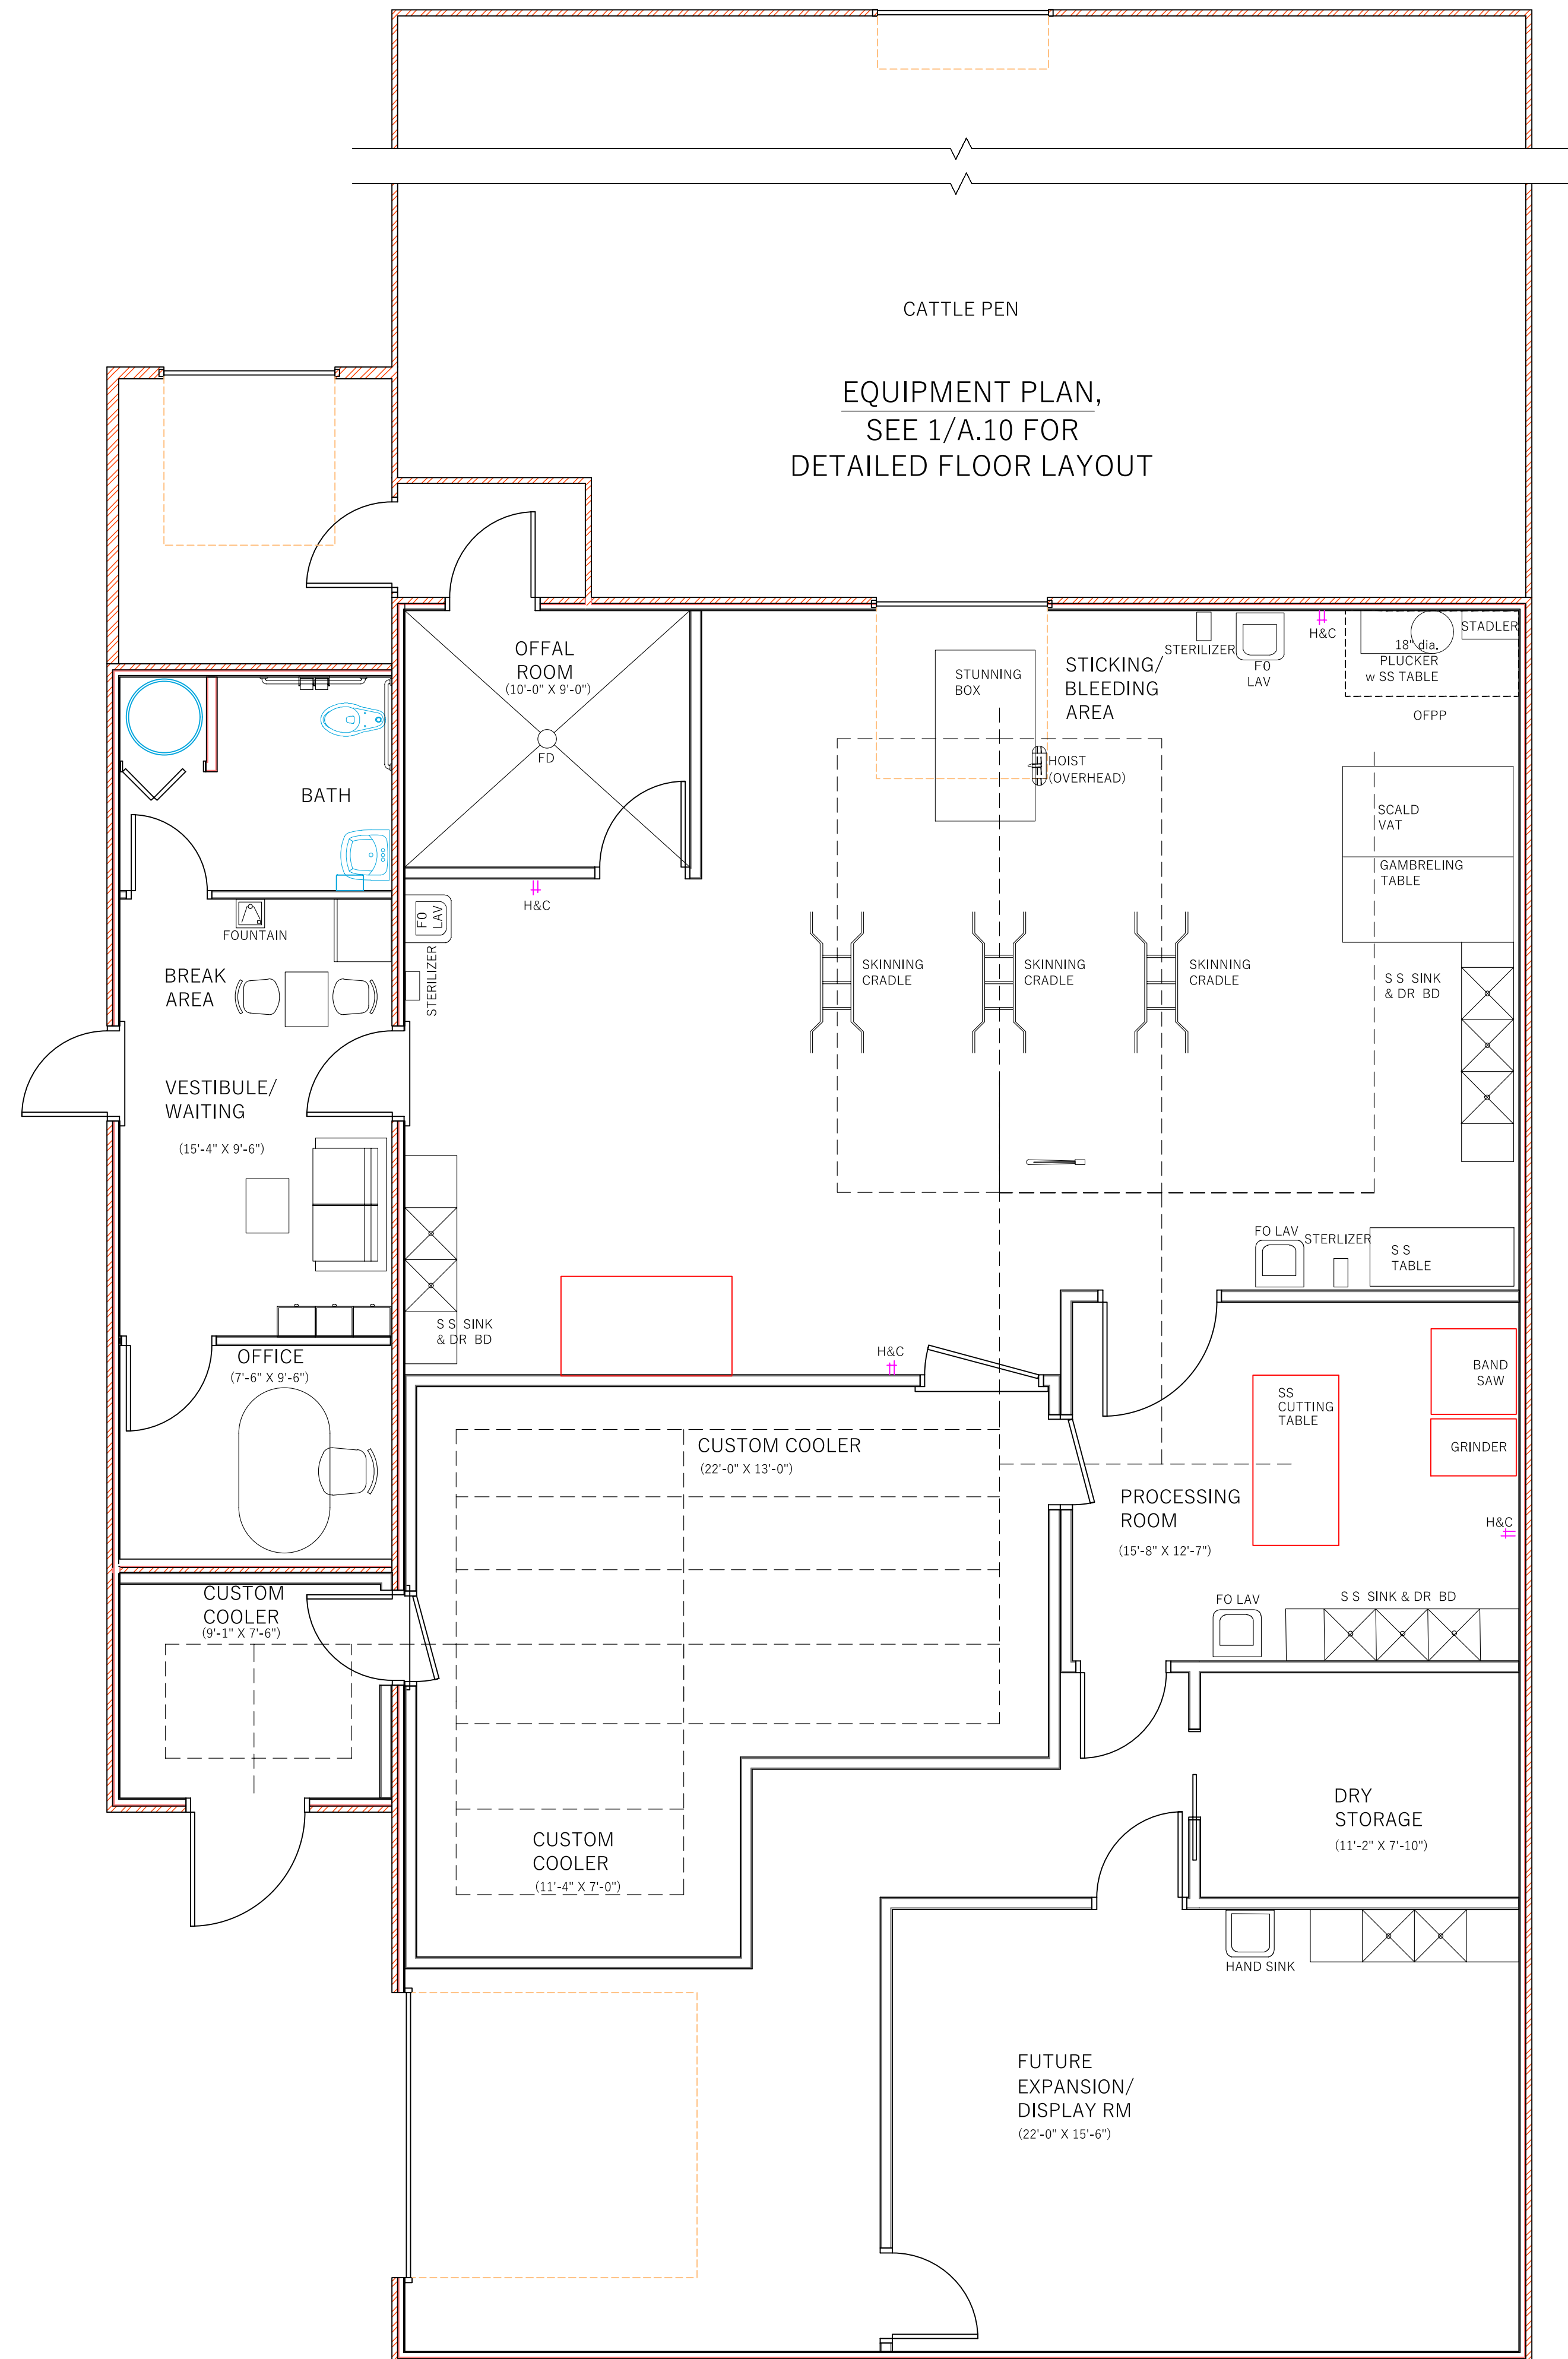 CATTLE PEN
EQUIPMENT PLAN,
SEE 1/A.10 FOR
DETAILED FLOOR LAYOUT
OFFAL
ROOM
(10'-0" X 9'-0")
FD
STUNNING
BOX
STICKING/
BLEEDING
AREA
HOIST
(OVERHEAD)
STERILIZER
FO
LAV
H&C
18" dia.
PLUCKER
w SS TABLE
STADLER
OFPP
SCALD
VAT
GAMBRELING
TABLE
BATH
FOUNTAIN
BREAK
AREA
H&C
FO
LAV
STERILIZER
SKINNING
CRADLE
SKINNING
CRADLE
SKINNING
CRADLE
S S SINK
& DR BD
VESTIBULE/
WAITING
(15'-4" X 9'-6")
S S SINK
& DR BD
FO LAV
STERLIZER
S S
TABLE
H&C
OFFICE
(7'-6" X 9'-6")
CUSTOM COOLER
(22'-0" X 13'-0")
SS
CUTTING
TABLE
BAND
SAW
GRINDER
PROCESSING
ROOM
(15'-8" X 12'-7")
H&C
FO LAV
S S SINK & DR BD
CUSTOM
COOLER
(9'-1" X 7'-6")
CUSTOM
COOLER
(11'-4" X 7'-0")
DRY
STORAGE
(11'-2" X 7'-10")
HAND SINK
FUTURE
EXPANSION/
DISPLAY RM
(22'-0" X 15'-6")